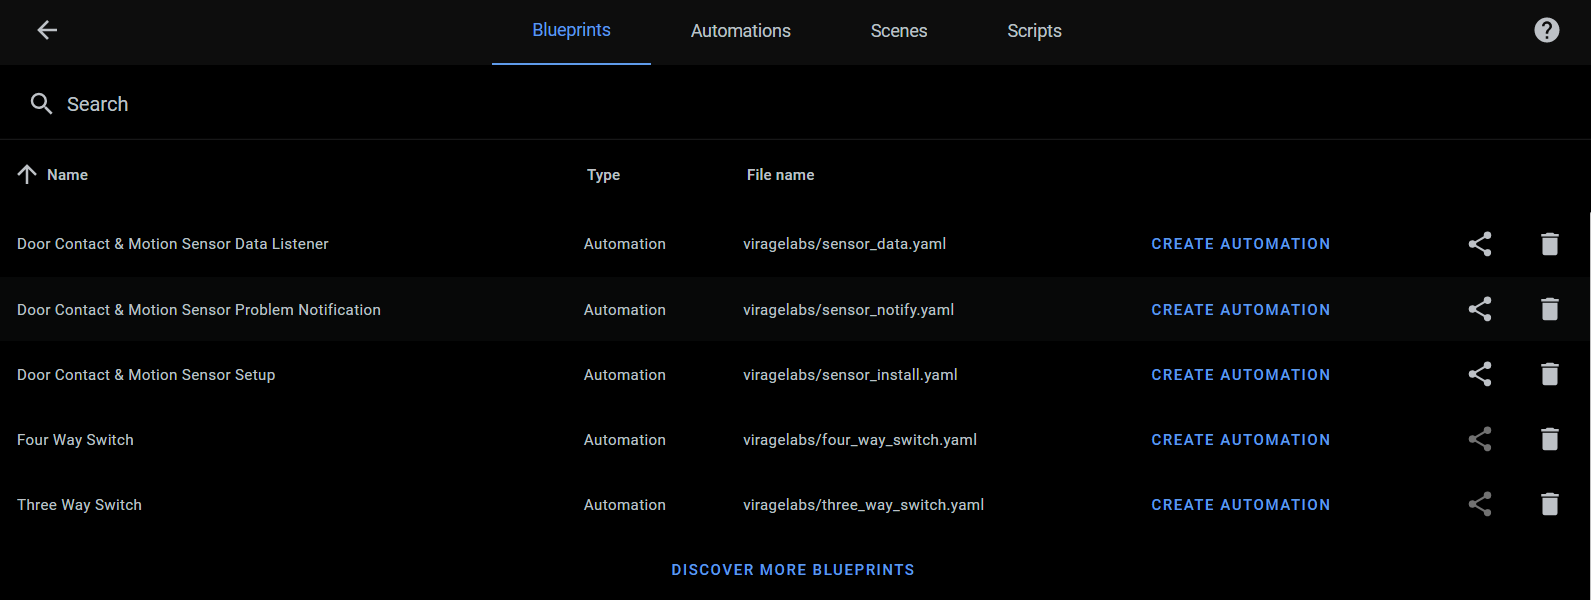 Blueprints Automations Scenes Scripts
Search
Name Type File name
Door Contact & Motion Sensor Data Listener Automation viragelabs/sensor_data.yaml CREATE AUTOMATION
Door Contact & Motion Sensor Problem Notification Automation viragelabs/sensor_notify.yaml CREATE AUTOMATION
Door Contact & Motion Sensor Setup Automation viragelabs/sensor_install.yaml CREATE AUTOMATION
Four Way Switch Automation viragelabs/four_way_switch.yaml CREATE AUTOMATION
Three Way Switch Automation viragelabs/three_way_switch.yaml CREATE AUTOMATION
DISCOVER MORE BLUEPRINTS